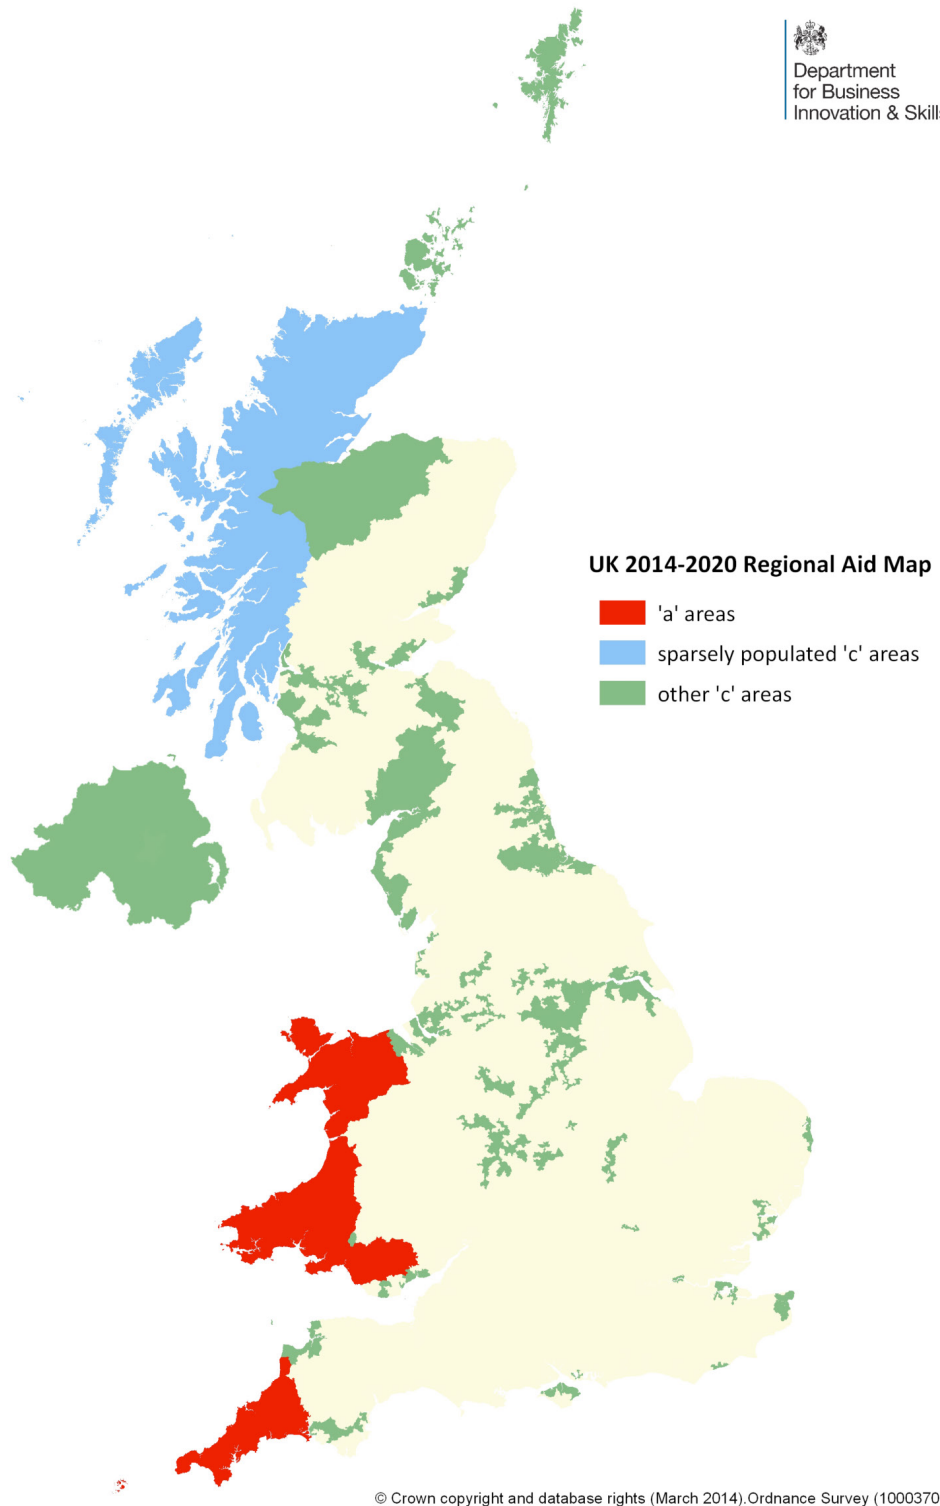 Department
for Business
Innovation & Skills
UK 2014-2020 Regional Aid Map
'a' areas
sparsely populated 'c' areas
other 'c' areas
© Crown copyright and database rights (March 2014).Ordnance Survey (1000370